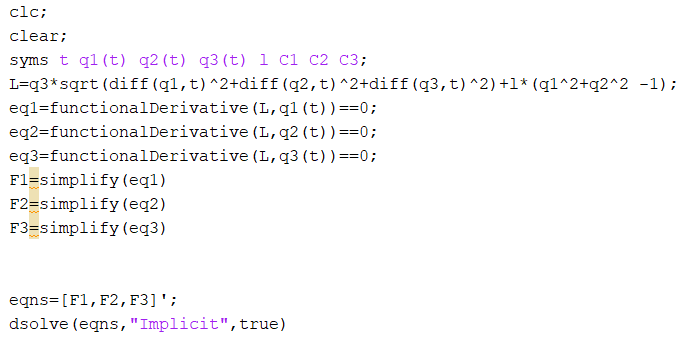 clc;
clear;
syms t q1(t) q2(t) q3(t) l C1 C2 C3;
L=q3*sqrt(diff(q1,t)^2+diff(q2,t)^2+diff(q3,t)^2)+l*(q1^2+q2^2 -1);
eq1=functionalDerivative(L,q1(t))==0;
eq2=functionalDerivative(L,q2(t))==0;
eq3=functionalDerivative(L,q3(t))==0;
F1=simplify(eq1)
F2=simplify(eq2)
F3=simplify(eq3)
eqns=[F1,F2,F3]';
dsolve(eqns,"Implicit",true)